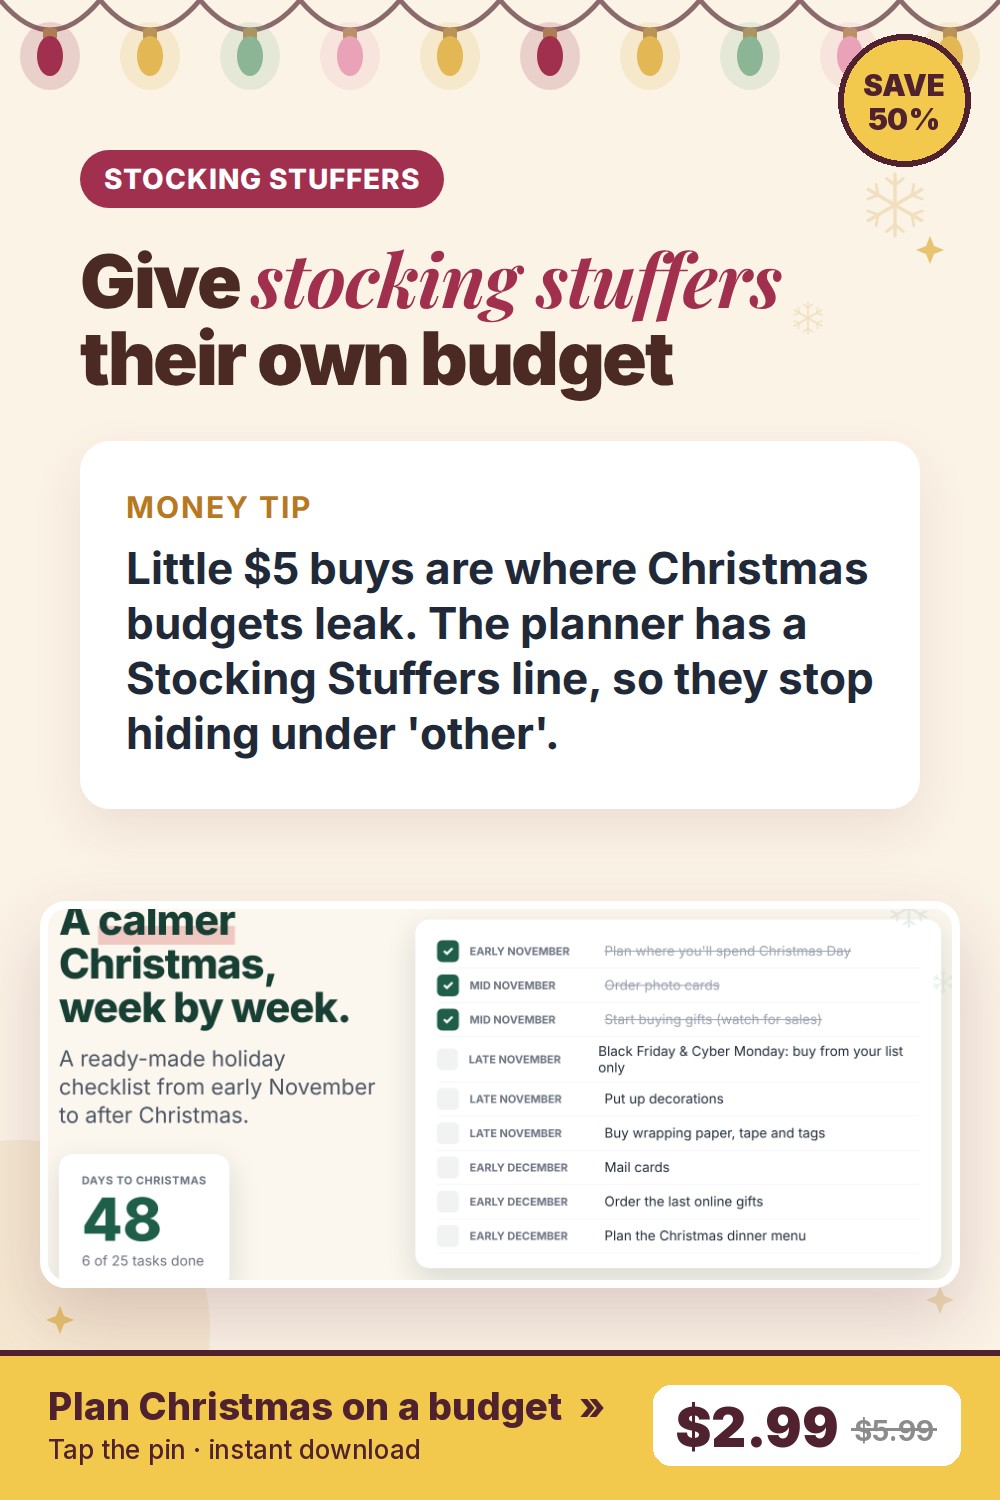 SAVE
50%
STOCKING STUFFERS
Give stocking stuffers
their own budget
MONEY TIP
Little $5 buys are where Christmas
budgets leak. The planner has a
Stocking Stuffers line, so they stop
hiding under 'other'.
A calmer
Christmas,
week by week.
A ready-made holiday
checklist from early November
to after Christmas.
DAYS TO CHRISTMAS
48
6 of 25 tasks done
EARLY NOVEMBER Plan where you'll spend Christmas Day
MID NOVEMBER Order photo cards
MID NOVEMBER Start buying gifts (watch for sales)
LATE NOVEMBER Black Friday & Cyber Monday: buy from your list
only
LATE NOVEMBER Put up decorations
LATE NOVEMBER Buy wrapping paper, tape and tags
EARLY DECEMBER Mail cards
EARLY DECEMBER Order the last online gifts
EARLY DECEMBER Plan the Christmas dinner menu
Plan Christmas on a budget »
Tap the pin · instant download
$2.99 $5.99